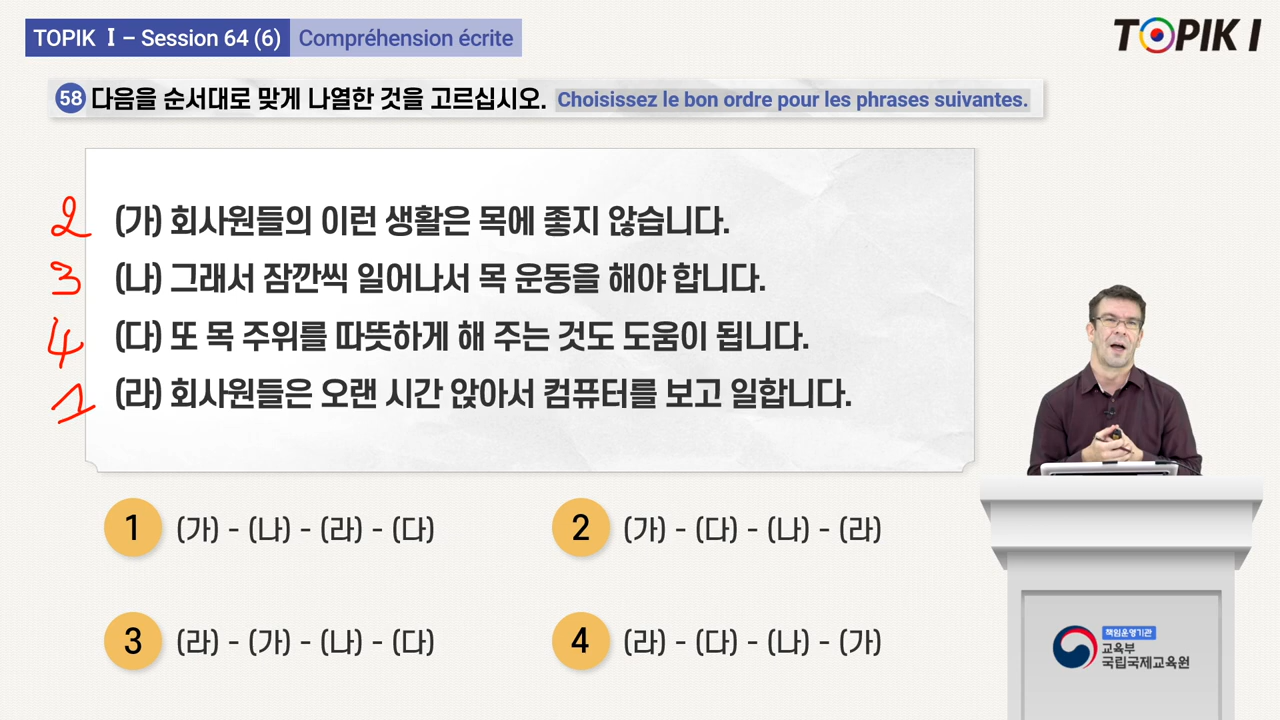 TOPIK Ⅰ – Session 64 (6) Compréhension écrite
TOPIK I
58 다음을 순서대로 맞게 나열한 것을 고르십시오. Choisissez le bon ordre pour les phrases suivantes.
2 (가) 회사원들의 이런 생활은 목에 좋지 않습니다.
3 (나) 그래서 잠깐씩 일어나서 목 운동을 해야 합니다.
4 (다) 또 목 주위를 따뜻하게 해 주는 것도 도움이 됩니다.
1 (라) 회사원들은 오랜 시간 앉아서 컴퓨터를 보고 일합니다.
1 (가) - (나) - (라) - (다)
2 (가) - (다) - (나) - (라)
3 (라) - (가) - (나) - (다)
4 (라) - (다) - (나) - (가)
책임운영기관
교육부
국립국제교육원